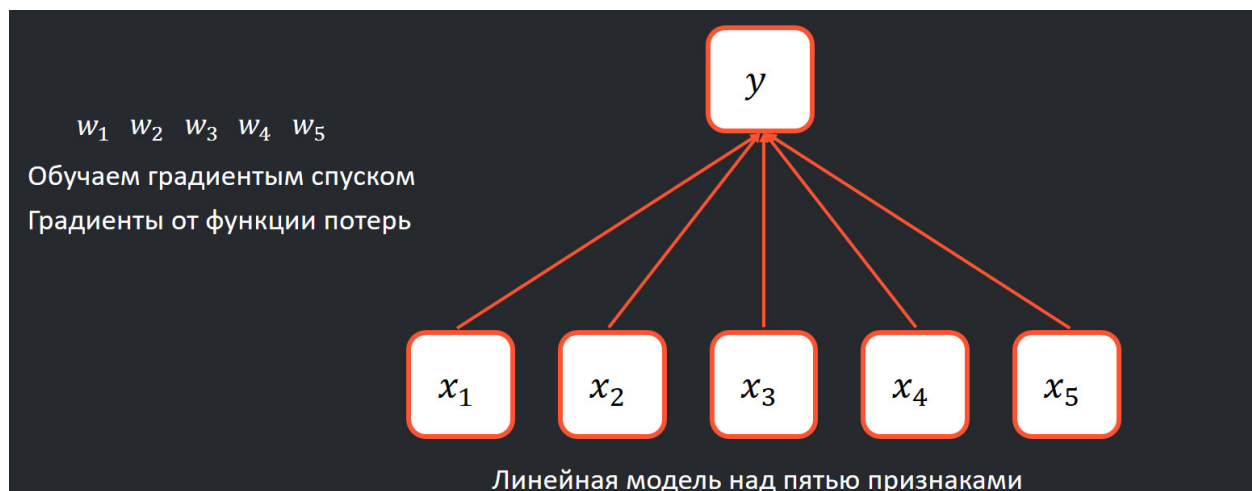 y
w₁ w₂ w₃ w₄ w₅
Обучаем градиентым спуском
Градиенты от функции потерь
x₁ x₂ x₃ x₄ x₅
Линейная модель над пятью признаками